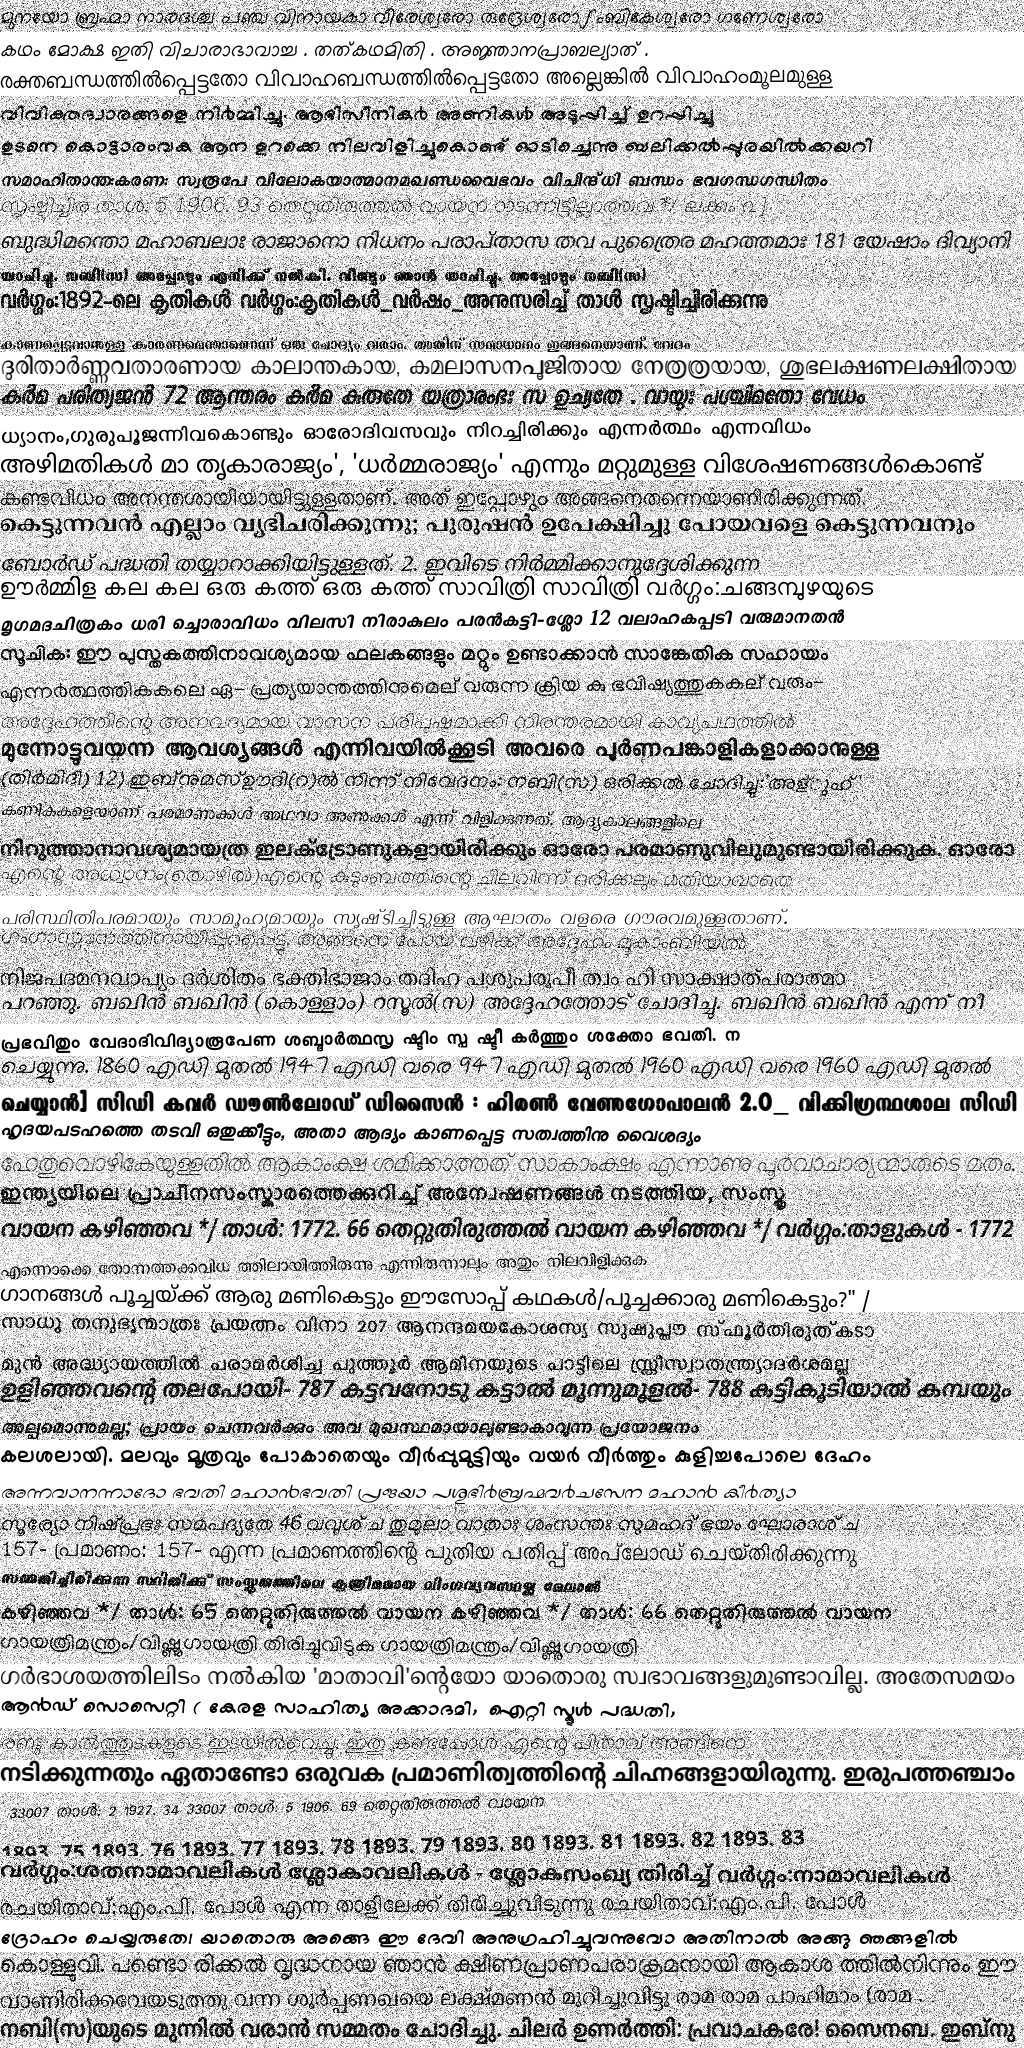 മുനയോ ബ്രഹ്മാ നാരദശ്ച പഞ്ച വിനായകാ വീരേശ്വരോ രുദ്രേശ്വരോƒംബികേശ്വരോ ഗണേശ്വരോ
കഥം മോക്ഷ ഇതി വിചാരാഭാവാച്ച . തത്കഥമിതി . അജ്ഞാനപ്രാബല്യാത് .
രക്തബന്ധത്തിൽപ്പെട്ടതോ വിവാഹബന്ധത്തിൽപ്പെട്ടതോ അല്ലെങ്കിൽ വിവാഹംമൂലമുള്ള
വിവിക്തദ്വാരങ്ങളെ നിർമ്മിച്ചു. ആഭിസീനികർ അണികൾ അടുപ്പിച്ച് ഉറപ്പിച്ചൂ
ഉടനെ കൊട്ടാരംവക ആന ഉറക്കെ നിലവിളിച്ചുകൊണ്ട് ഓടിച്ചെന്നു ബലിക്കൽപ്പുരയിൽക്കയറി
സമാഹിതാന്തഃകരണഃ സ്വരൂപേ വിലോകയാത്മാനമഖണ്ഡവൈഭവം വിചിന്ധി ബന്ധം ഭവഗന്ധഗന്ധിതം
സൃഷ്ടിച്ചിര താൾ: 5 1906. 93 തെറ്റുതിരുത്തൽ വായന നടന്നിട്ടില്ലാത്തവ */ ലക്കം വ ]
ബുദ്ധിമന്തൊ മഹാബലാഃ രാജാനൊ നിധനം പരാപ്താസ തവ പുത്രൈര മഹത്തമാഃ 181 യേഷാം ദിവ്യാനി
യാചിച്ചു. നബി(സ) അപ്പോഴും എനിക്ക് നൽകി. വീണ്ടും ഞാൻ യാചിച്ചു. അപ്പോഴും നബി(സ)
വർഗ്ഗം:1892-ലെ കൃതികൾ വർഗ്ഗം:കൃതികൾ_വർഷം_അനുസരിച്ച് താൾ സൃഷ്ടിച്ചിരിക്കുന്നു
കാണപ്പെടുവാനുള്ള കാരണമെന്താണെന്ന് ഒരു ചോദ്യം വരാം. അതിന് സമാധാനം ഇങ്ങനെയാണ്. വേദം
ദുരിതാർണ്ണവതാരണായ കാലാന്തകായ, കമലാസനപൂജിതായ നേത്രത്രയായ, ശുഭലക്ഷണലക്ഷിതായ
കർമ പരിത്യജൻ 72 ആന്തരം കർമ കുരുതേ യത്രാരംഭഃ സ ഉച്യതേ . വായുഃ പശ്ചിമതോ വേധം
ധ്യാനം,ഗുരുപൂജന്നിവകൊണ്ടും ഓരോദിവസവും നിറച്ചിരിക്കും എന്നർത്ഥം എന്നവിധം
അഴിമതികൾ മാ തൃകാരാജ്യം', 'ധർമ്മരാജ്യം' എന്നും മറ്റുമുള്ള വിശേഷണങ്ങൾകൊണ്ട്
കണ്ടവിധം അനന്തശായിയായിട്ടുള്ളതാണ്. അത് ഇപ്പോഴും അങ്ങനെതന്നെയാണിരിക്കുന്നത്.
കെട്ടുന്നവൻ എല്ലാം വ്യഭിചരിക്കുന്നു; പുരുഷൻ ഉപേക്ഷിച്ചു പോയവളെ കെട്ടുന്നവനും
ബോർഡ് പദ്ധതി തയ്യാറാക്കിയിട്ടുള്ളത്. 2. ഇവിടെ നിർമ്മിക്കാനുദ്ദേശിക്കുന്ന
ഊർമ്മിള കല കല ഒരു കത്ത് ഒരു കത്ത് സാവിത്രി സാവിത്രി വർഗ്ഗം:ചങ്ങമ്പുഴയുടെ
മൃഗമദചിത്രകം ധരി ച്ചൊരാവിധം വിലസി നിരാകുലം പരൻകട്ടി-ശ്ലോ 12 വലാഹകപ്പടി വരുമാനതൻ
സൂചിക: ഈ പുസ്തകത്തിനാവശ്യമായ ഫലകങ്ങളും മറ്റും ഉണ്ടാക്കാൻ സാങ്കേതിക സഹായം
എന്നർത്ഥത്തികകലെ ഏ- പ്രത്യയാന്തത്തിനുമെല് വരുന്ന ക്രിയ കു ഭവിഷ്യത്തുകകല് വരും-
അദ്ദേഹത്തിന്റെ അനവദ്യമായ വാസന പരിപുഷ്ടമാക്കി നിരന്തരമായി കാവ്യപഥത്തിൽ
മുന്നോട്ടുവയ്ക്കുന്ന ആവശ്യങ്ങൾ എന്നിവയിൽക്കൂടി അവരെ പൂർണപങ്കാളികളാക്കാനുള്ള
(തിർമിദി) 12) ഇബ്നുമസ്ഊദി(റ)ൽ നിന്ന് നിവേദനം: നബി(സ) ഒരിക്കൽ ചോദിച്ചു: അള്ളുഹ്
കണികകളെയാണ് പരമാണുക്കൾ അഥവാ അണുക്കൾ എന്ന് വിളിക്കുന്നത്. ആദ്യകാലങ്ങളിലെ
നിറുത്താനാവശ്യമായത്ര ഇലക്ട്രോണുകളായിരിക്കും ഓരോ പരമാണുവിലുമുണ്ടായിരിക്കുക. ഓരോ
എന്റെ അധ്വാനം(തൊഴിൽ)എന്റെ കുടുംബത്തിന്റെ ചിലവിന്ന് ഒരിക്കലും മതിയാവാതെ
പരിസ്ഥിതിപരമായും സാമൂഹ്യമായും സൃഷ്ടിച്ചിട്ടുള്ള ആഘാതം വളരെ ഗൗരവമുള്ളതാണ്.
ഗംഗാസ്നാനത്തിനായിപ്പുറപ്പെട്ടു. അങ്ങനെ പോയ വഴിക്ക് അദ്ദേഹം മൂകാംബിയിൽ
നിജപദമനവാപ്യം ദർശിതം ഭക്തിഭാജാം തദിഹ പശുപരൂപീ ത്വം ഹി സാക്ഷാത്പരാത്മാ
പറഞ്ഞു. ബഖിൻ ബഖിൻ (കൊള്ളാം) റസൂൽ(സ) അദ്ദേഹത്തോട് ചോദിച്ചു. ബഖിൻ ബഖിൻ എന്ന് നീ
പ്രഭവിതും വേദാദിവിദ്യാരൂപേണ ശബ്ദാർത്ഥസൃ ഷ്ടിം സൃ ഷ്ടീ കർത്തും ശക്തോ ഭവതി. ന
ചെയ്യുന്നു. 1860 എഡി മുതൽ 1947 എഡി വരെ 947 എഡി മുതൽ 1960 എഡി വരെ 1960 എഡി മുതൽ
ചെയ്യാൻ] സിഡി കവർ ഡൗൺലോഡ് ഡിസൈൻ : ഹിരൺ വേണുഗോപാലൻ 2.0_ വിക്കിഗ്രന്ഥശാല സിഡി
ഹൃദയപടഹത്തെ തടവി ഒതുക്കീട്ടും, അതാ ആദ്യം കാണപ്പെട്ട സത്വത്തിനു വൈശദ്യം
ഹേതുവൊഴികേയുള്ളതിൽ ആകാംക്ഷ ശമിക്കാത്തത് സാകാംക്ഷം എന്നാണു പൂർവാചാര്യന്മാരുടെ മതം.
ഇന്ത്യയിലെ പ്രാചീനസംസ്കാരത്തെക്കുറിച്ച് അന്വേഷണങ്ങൾ നടത്തിയ, സംസ്കൃ
വായന കഴിഞ്ഞവ */ താൾ: 1772. 66 തെറ്റുതിരുത്തൽ വായന കഴിഞ്ഞവ */ വർഗ്ഗം:താളുകൾ - 1772
എന്നൊക്കെ തോന്നത്തക്കവിധ ത്തിലായിത്തീരുന്നു എന്നിരുന്നാലും അതും നിലവിളിക്കുക
ഗാനങ്ങൾ പൂച്ചയ്ക്ക് ആരു മണികെട്ടും ഈസോപ്പ് കഥകൾ/പൂച്ചക്കാരു മണികെട്ടും?" /
സാധൂ തനുഭൃന്മാത്രഃ പ്രയത്നം വിനാ 207 ആനന്ദമയകോശസ്യ സുഷുപ്തൗ സ്ഫൂർതിരുത്കടാ
മുൻ അദ്ധ്യായത്തിൽ പരാമർശിച്ച പുത്തൂർ ആമിനയുടെ പാട്ടിലെ സ്ത്രീസ്വാതന്ത്ര്യാദർശമല്ല
ഉളിഞ്ഞവന്റെ തലപോയി- 787 കട്ടവനോടു കട്ടാൽ മൂന്നുമൂളൽ- 788 കുട്ടികൂടിയാൽ കമ്പയും
അല്പമൊന്നുമല്ല; പ്രായം ചെന്നവർക്കും അവ മുഖസ്ഥമായാലുണ്ടാകാവുന്ന പ്രയോജനം
കലശലായി. മലവും മൂത്രവും പോകാതെയും വീർപ്പുമുട്ടിയും വയർ വീർത്തും കുളിച്ചപോലെ ദേഹം
അന്നവാനന്നാദോ ഭവതി മഹാൻഭവതി പ്രജയാ പശുഭിർബ്രഹ്മവർചസേന മഹാൻ കീർത്യാ
സൂര്യോ നിഷ്പ്രഭഃ സമപദ്യതേ 46 വവുശ് ച തുമുലാ വാതാഃ ശംസന്തഃ സുമഹദ് ഭയം ഘോരാശ് ച
157- പ്രമാണം: 157- എന്ന പ്രമാണത്തിന്റെ പുതിയ പതിപ്പ് അപ്‌ലോഡ് ചെയ്തിരിക്കുന്നു
കഴിഞ്ഞവ */ താൾ: 65 തെറ്റുതിരുത്തൽ വായന കഴിഞ്ഞവ */ താൾ: 66 തെറ്റുതിരുത്തൽ വായന
ഗായത്രിമന്ത്രം/വിഷ്ണുഗായത്രി തിരിച്ചുവിടുക ഗായത്രിമന്ത്രം/വിഷ്ണുഗായത്രി
ഗർഭാശയത്തിലിടം നൽകിയ 'മാതാവി'ന്റെയോ യാതൊരു സ്വഭാവങ്ങളുമുണ്ടാവില്ല. അതേസമയം
ആൻഡ് സൊസെറ്റി ( കേരള സാഹിത്യ അക്കാദമി, ഐറ്റി സ്കൂൾ പദ്ധതി,
രണ്ടു കാൽത്തുടകളുടെ ഇടയിൽവെച്ചു. ഇതു കണ്ടപ്പോൾ എന്റെ പിതാവ് അങ്ങിനെ
നടിക്കുന്നതും ഏതാണ്ടോ ഒരുവക പ്രമാണിത്വത്തിന്റെ ചിഹ്നങ്ങളായിരുന്നു. ഇരുപത്തഞ്ചാം
33007 താൾ: 2 1927. 34 33007 താൾ: 5 1906. 69 തെറ്റുതിരുത്തൽ വായന
1893. 75 1893. 76 1893. 77 1893. 78 1893. 79 1893. 80 1893. 81 1893. 82 1893. 83
വർഗ്ഗം:ശതനാമാവലികൾ ശ്ലോകാവലികൾ - ശ്ലോകസംഖ്യ തിരിച്ച് വർഗ്ഗം:നാമാവലികൾ
രചയിതാവ്:എം.പി. പോൾ എന്ന താളിലേക്ക് തിരിച്ചുവിടുന്നു രചയിതാവ്:എം.പി. പോൾ
ദ്രോഹം ചെയ്യരുതേ! യാതൊരു അങ്ങെ ഈ ദേവി അനുഗ്രഹിച്ചുവന്നുവോ അതിനാൽ അങ്ങു ഞങ്ങളിൽ
കൊള്ളുവി. പണ്ടൊ രിക്കൽ വൃദ്ധനായ ഞാൻ ക്ഷീണപ്രാണപരാക്രമനായി ആകാശ ത്തിൽനിന്നും ഈ
വാണിരിക്കവേയടുത്തു വന്ന ശൂർപ്പണഖയെ ലക്ഷ്മണൻ മുറിച്ചുവിട്ടു രാമ രാമ പാഹിമാം (രാമ .
നബി(സ)യുടെ മുന്നിൽ വരാൻ സമ്മതം ചോദിച്ചു. ചിലർ ഉണർത്തി: പ്രവാചകരേ! സൈനബ. ഇബ്നു